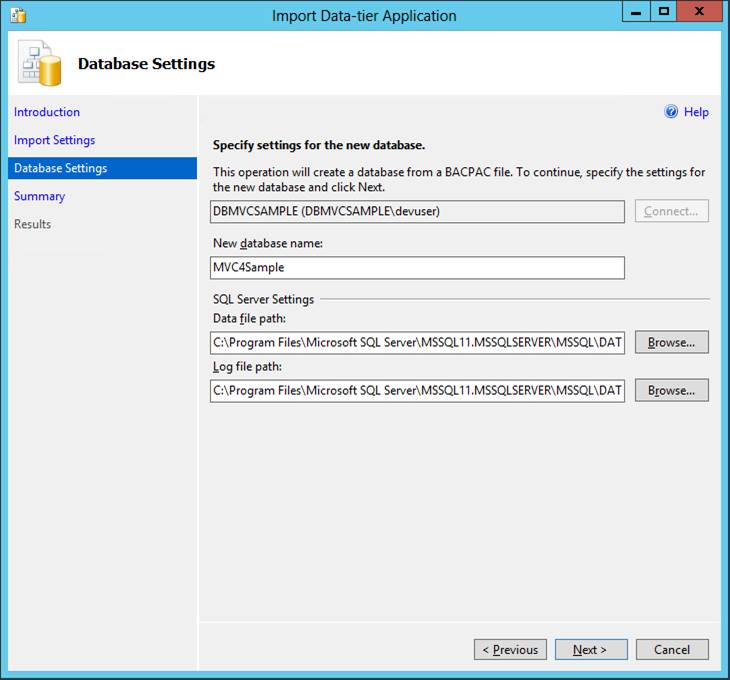 Import Data-tier Application
Database Settings
Introduction
Import Settings
Database Settings
Summary
Results
Help
Specify settings for the new database.
This operation will create a database from a BACPAC file. To continue, specify the settings for
the new database and click Next.
DBMVCSAMPLE (DBMVCSAMPLE\devuser)
Connect...
New database name:
MVC4Sample
SQL Server Settings
Data file path:
C:\Program Files\Microsoft SQL Server\MSSQL11.MSSQLSERVER\MSSQL\DAT
Browse...
Log file path:
C:\Program Files\Microsoft SQL Server\MSSQL11.MSSQLSERVER\MSSQL\DAT
Browse...
< Previous
Next >
Cancel